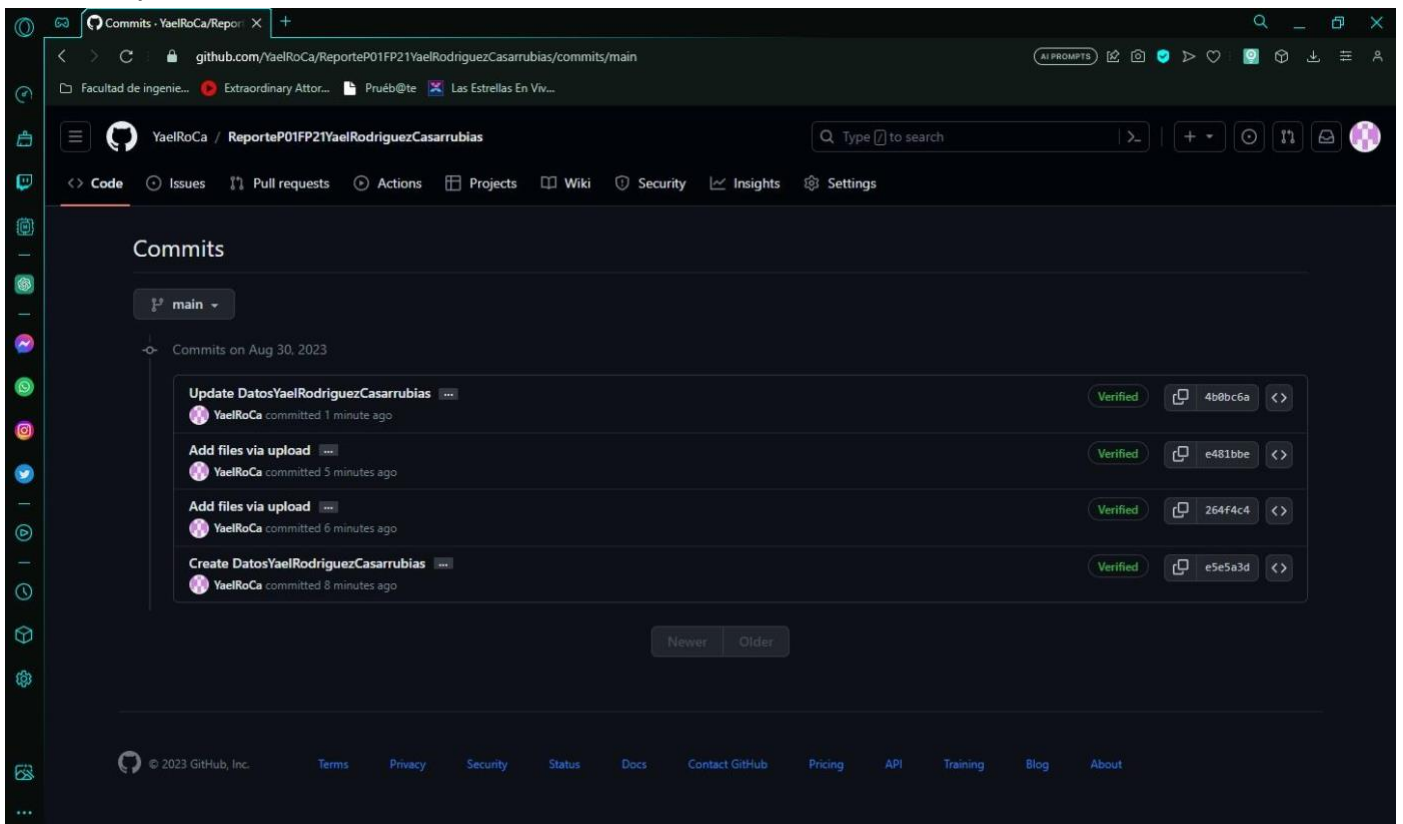 Commits · YaelRoCa/Repor
github.com/YaelRoCa/ReporteP01FP21YaelRodriguezCasarrubias/commits/main
AI PROMPTS
Facultad de ingenie...
Extraordinary Attor...
Pruéb@te
Las Estrellas En Viv...
YaelRoCa / ReporteP01FP21YaelRodriguezCasarrubias
Type / to search
Code
Issues
Pull requests
Actions
Projects
Wiki
Security
Insights
Settings
Commits
main
Commits on Aug 30, 2023
Update DatosYaelRodriguezCasarrubias ...
Verified
4b0bc6a
YaelRoCa committed 1 minute ago
Add files via upload ...
Verified
e481bbe
YaelRoCa committed 5 minutes ago
Add files via upload ...
Verified
264f4c4
YaelRoCa committed 6 minutes ago
Create DatosYaelRodriguezCasarrubias ...
Verified
e5e5a3d
YaelRoCa committed 8 minutes ago
Newer
Older
© 2023 GitHub, Inc.
Terms
Privacy
Security
Status
Docs
Contact GitHub
Pricing
API
Training
Blog
About